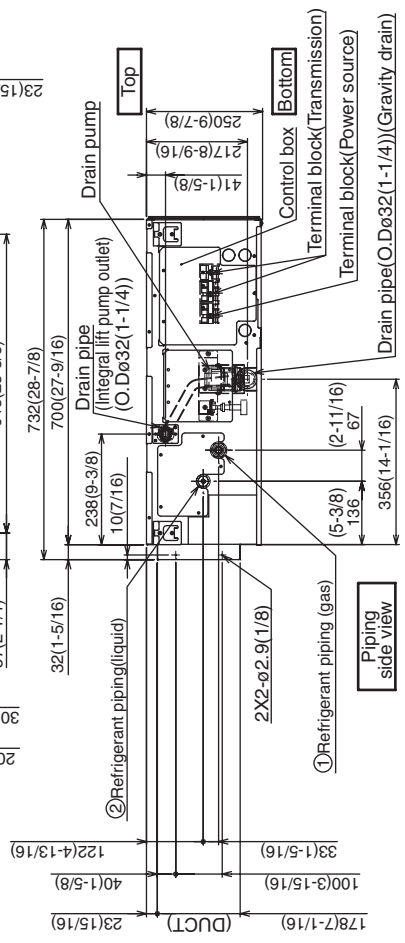 Top
Bottom
Drain pump
Control box
Terminal block(Transmission)
Terminal block(Power source)
Drain pipe(O.Dø32(1-1/4))(Gravity drain)
Drain pipe
(Integral lift pump outlet)
(O.Dø32(1-1/4))
250(9-7/8)
217(8-9/16)
41(1-5/8)
732(28-7/8)
700(27-9/16)
238(9-3/8)
10(7/16)
32(1-5/16)
(2-11/16)
67
(5-3/8)
136
356(14-1/16)
②Refrigerant piping(liquid)
2X2-ø2.9(1/8)
①Refrigerant piping (gas)
Piping
side view
122(4-13/16)
33(1-5/16)
40(1-5/8)
100(3-15/16)
23(15/16)
(DUCT)
178(7-1/16)